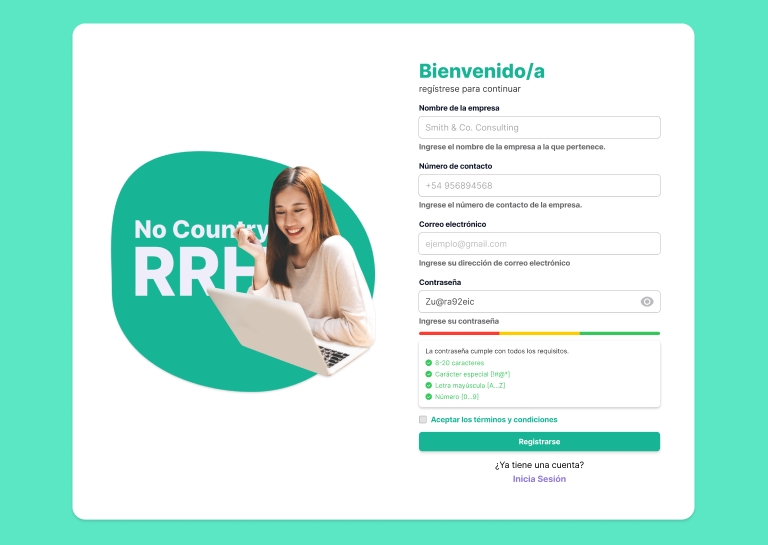 No Country
RRH
Bienvenido/a
regístrese para continuar
Nombre de la empresa
Smith & Co. Consulting
Ingrese el nombre de la empresa a la que pertenece.
Número de contacto
+54 956894568
Ingrese el número de contacto de la empresa.
Correo electrónico
ejemplo@gmail.com
Ingrese su dirección de correo electrónico
Contraseña
Zu@ra92eic
Ingrese su contraseña
La contraseña cumple con todos los requisitos.
8-20 caracteres
Carácter especial [!#@*]
Letra mayúscula [A...Z]
Número [0...9]
Aceptar los términos y condiciones
Registrarse
¿Ya tiene una cuenta?
Inicia Sesión